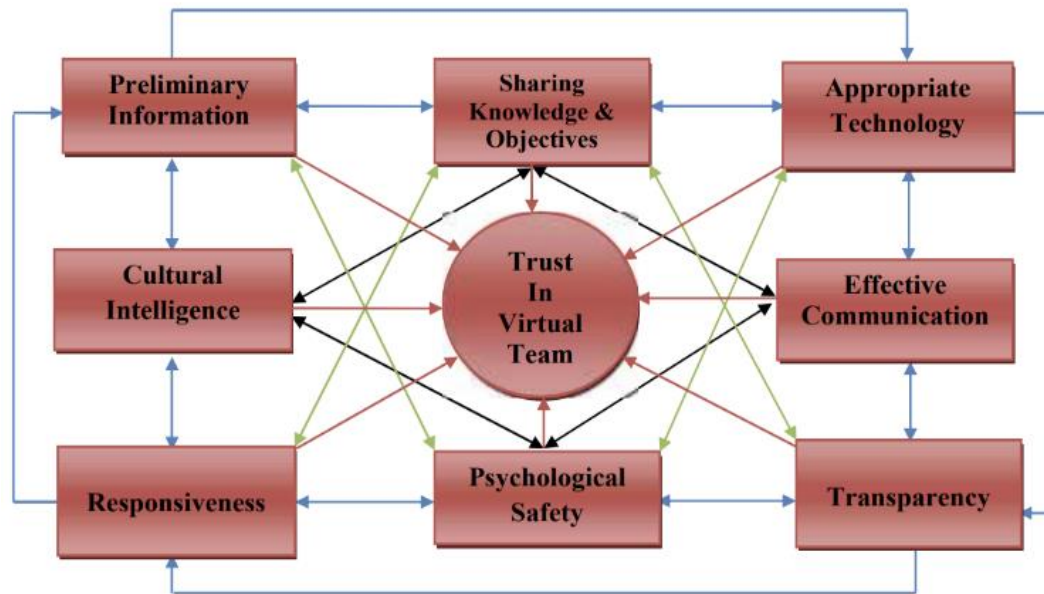 Preliminary
Information
Sharing
Knowledge &
Objectives
Appropriate
Technology
Cultural
Intelligence
Trust
In
Virtual
Team
Effective
Communication
Responsiveness
Psychological
Safety
Transparency